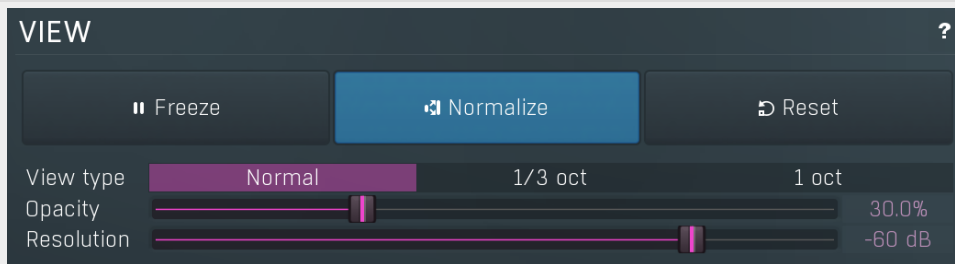 VIEW ?
Freeze Normalize Reset
View type Normal 1/3 oct 1 oct
Opacity 30.0%
Resolution -60 dB